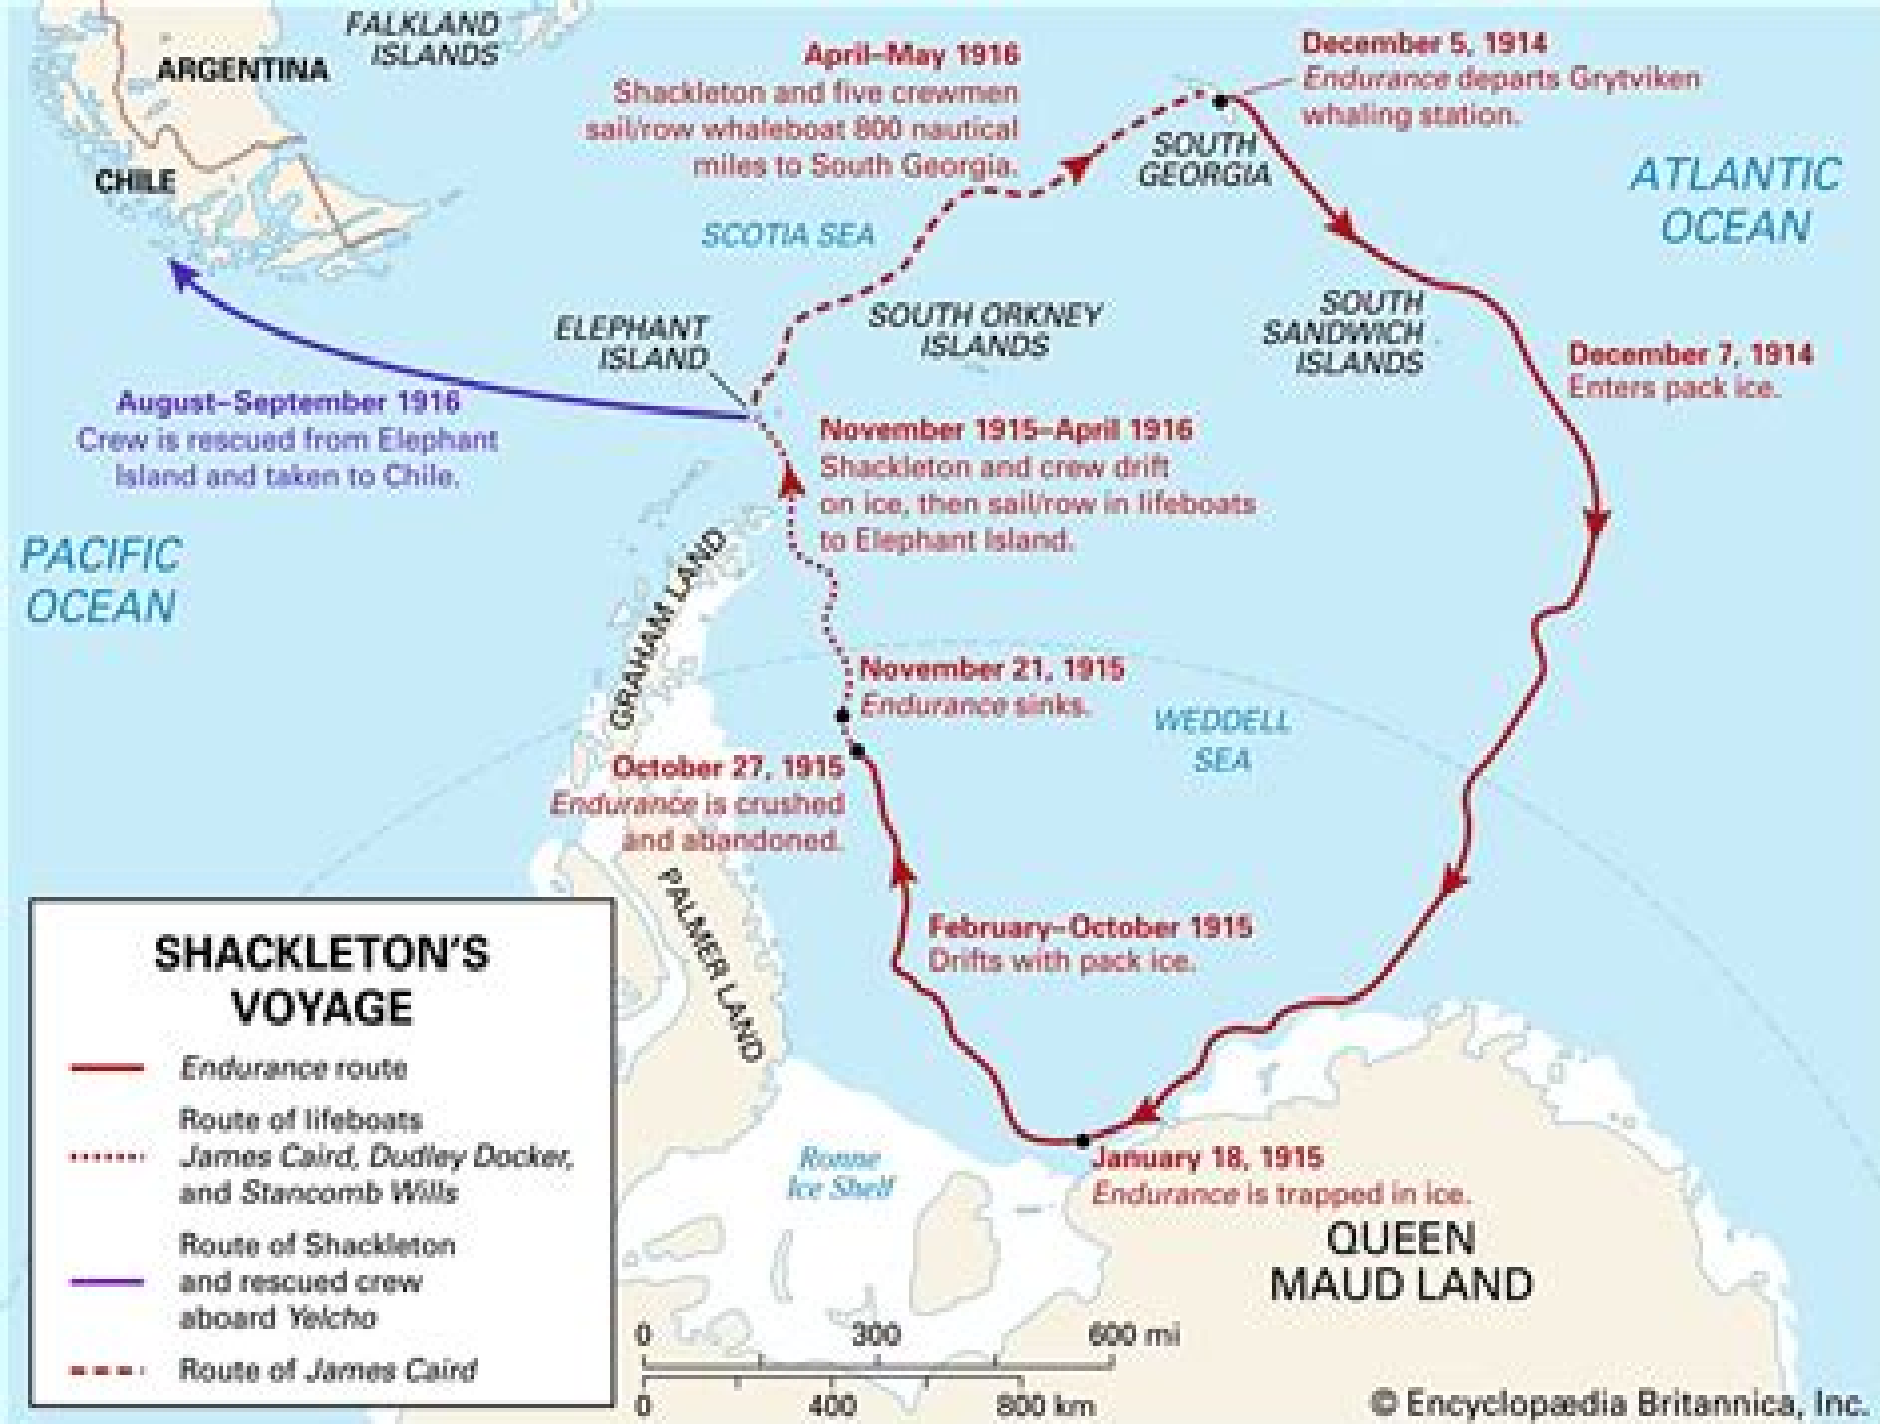 FALKLAND
ISLANDS
ARGENTINA
CHILE
April–May 1916
Shackleton and five crewmen
sail/row whaleboat 800 nautical
miles to South Georgia.
December 5, 1914
Endurance departs Grytviken
whaling station.
SOUTH
GEORGIA
ATLANTIC
OCEAN
SCOTIA SEA
ELEPHANT
ISLAND
SOUTH ORKNEY
ISLANDS
SOUTH
SANDWICH
ISLANDS
December 7, 1914
Enters pack ice.
August–September 1916
Crew is rescued from Elephant
Island and taken to Chile.
November 1915–April 1916
Shackleton and crew drift
on ice, then sail/row in lifeboats
to Elephant Island.
PACIFIC
OCEAN
GRAHAM LAND
November 21, 1915
Endurance sinks.
WEDDELL
SEA
October 27, 1915
Endurance is crushed
and abandoned.
PALMER LAND
February–October 1915
Drifts with pack ice.
Ronne
Ice Shelf
January 18, 1915
Endurance is trapped in ice.
QUEEN
MAUD LAND
SHACKLETON'S
VOYAGE
Endurance route
Route of lifeboats
James Caird, Dudley Docker,
and Stancomb Wills
Route of Shackleton
and rescued crew
aboard Yelcho
Route of James Caird
0 300 600 mi
0 400 800 km
© Encyclopædia Britannica, Inc.